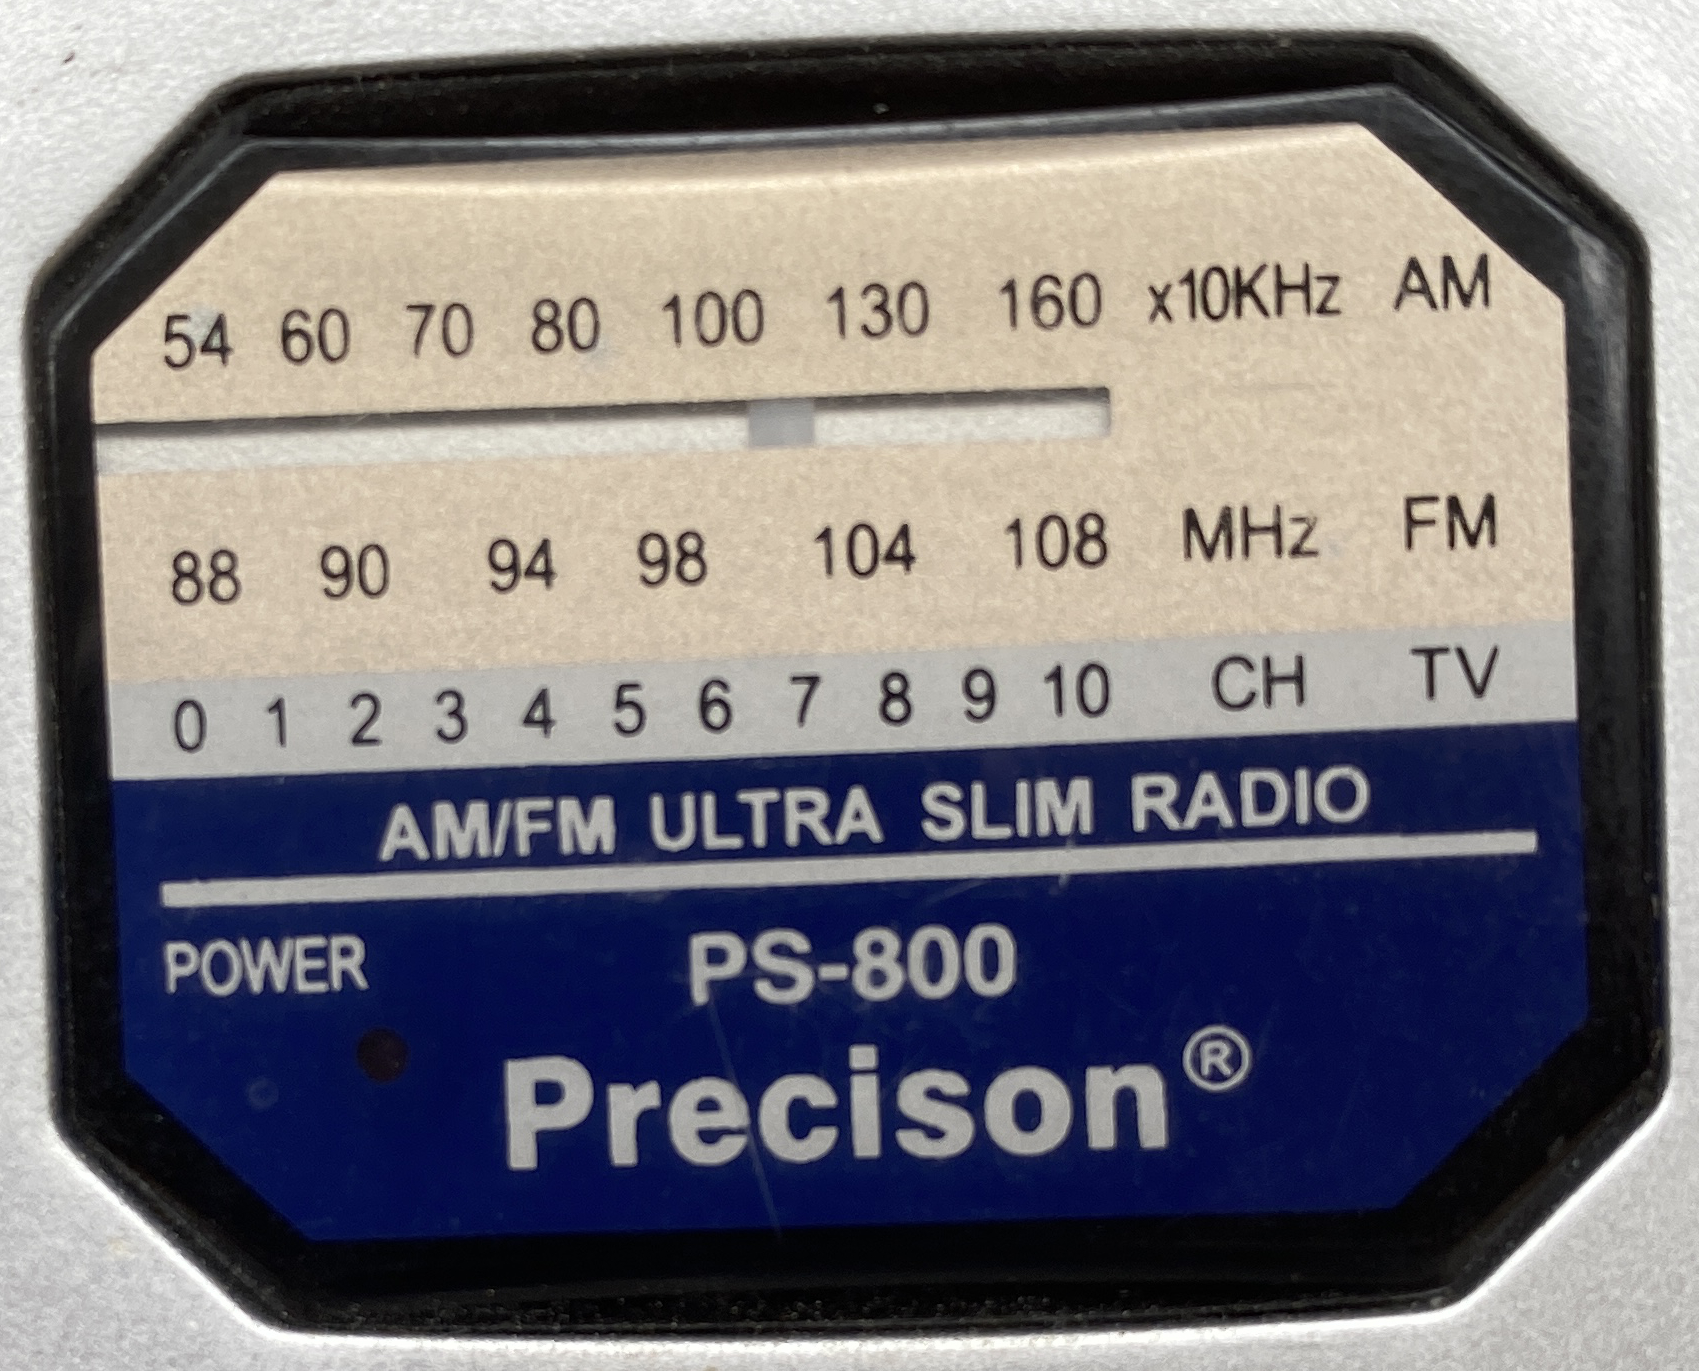 54 60 70 80 100 130 160 x10KHz AM
88 90 94 98 104 108 MHz FM
0 1 2 3 4 5 6 7 8 9 10 CH TV
AM/FM ULTRA SLIM RADIO
POWER PS-800
Precison®